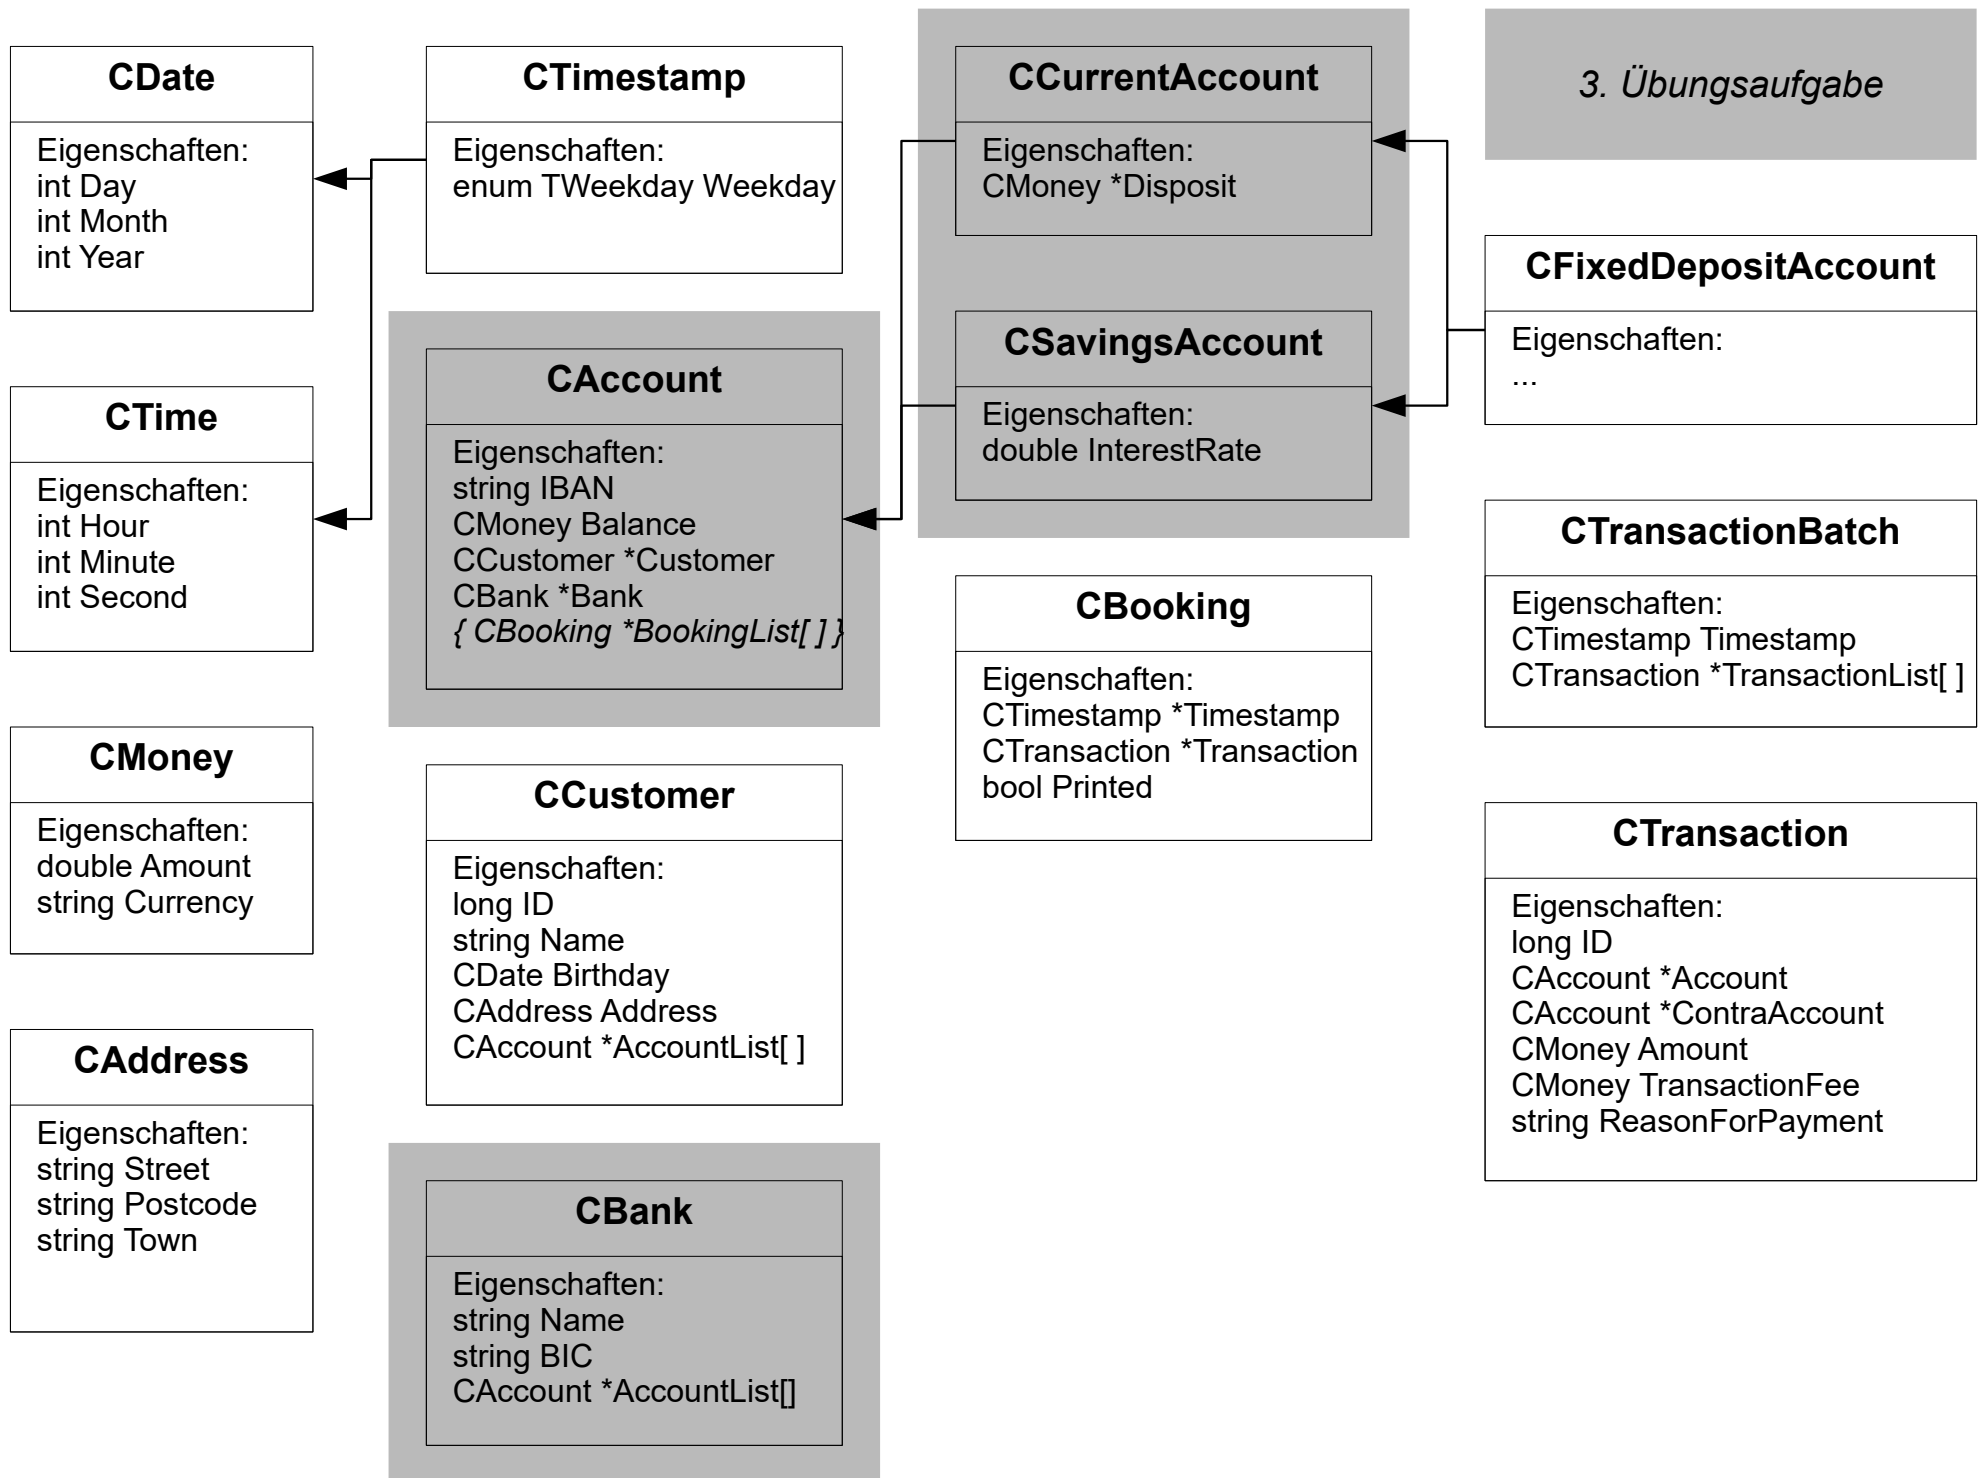 CDate
Eigenschaften:
int Day
int Month
int Year
CTime
Eigenschaften:
int Hour
int Minute
int Second
CMoney
Eigenschaften:
double Amount
string Currency
CAddress
Eigenschaften:
string Street
string Postcode
string Town
CTimestamp
Eigenschaften:
enum TWeekday Weekday
CAccount
Eigenschaften:
string IBAN
CMoney Balance
CCustomer *Customer
CBank *Bank
{ CBooking *BookingList[ ] }
CCustomer
Eigenschaften:
long ID
string Name
CDate Birthday
CAddress Address
CAccount *AccountList[ ]
CBank
Eigenschaften:
string Name
string BIC
CAccount *AccountList[]
CCurrentAccount
Eigenschaften:
CMoney *Disposit
CSavingsAccount
Eigenschaften:
double InterestRate
CBooking
Eigenschaften:
CTimestamp *Timestamp
CTransaction *Transaction
bool Printed
3. Übungsaufgabe
CFixedDepositAccount
Eigenschaften:
...
CTransactionBatch
Eigenschaften:
CTimestamp Timestamp
CTransaction *TransactionList[ ]
CTransaction
Eigenschaften:
long ID
CAccount *Account
CAccount *ContraAccount
CMoney Amount
CMoney TransactionFee
string ReasonForPayment